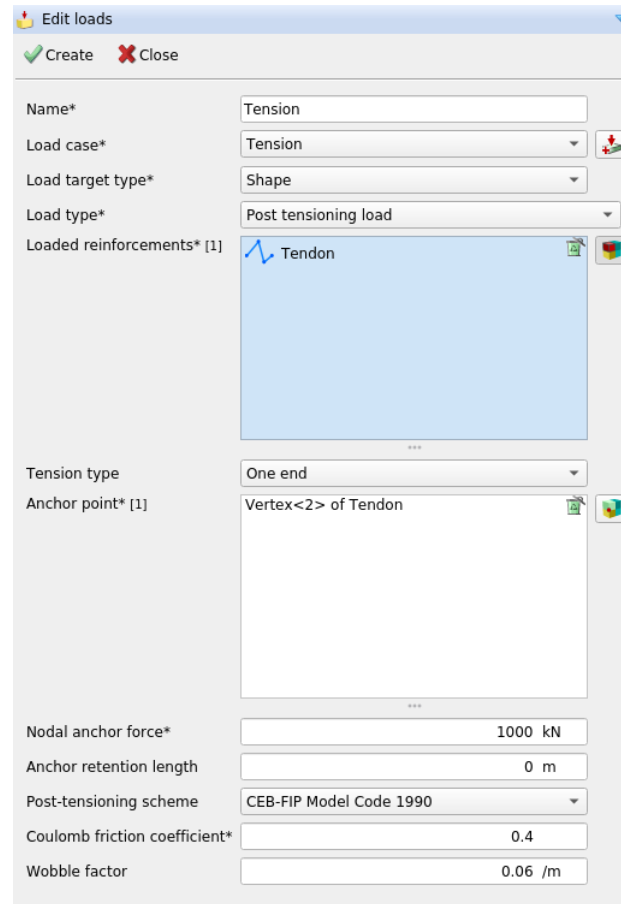 Edit loads
Create Close
Name* Tension
Load case* Tension
Load target type* Shape
Load type* Post tensioning load
Loaded reinforcements* [1] Tendon
Tension type One end
Anchor point* [1] Vertex<2> of Tendon
Nodal anchor force* 1000 kN
Anchor retention length 0 m
Post-tensioning scheme CEB-FIP Model Code 1990
Coulomb friction coefficient* 0.4
Wobble factor 0.06 /m